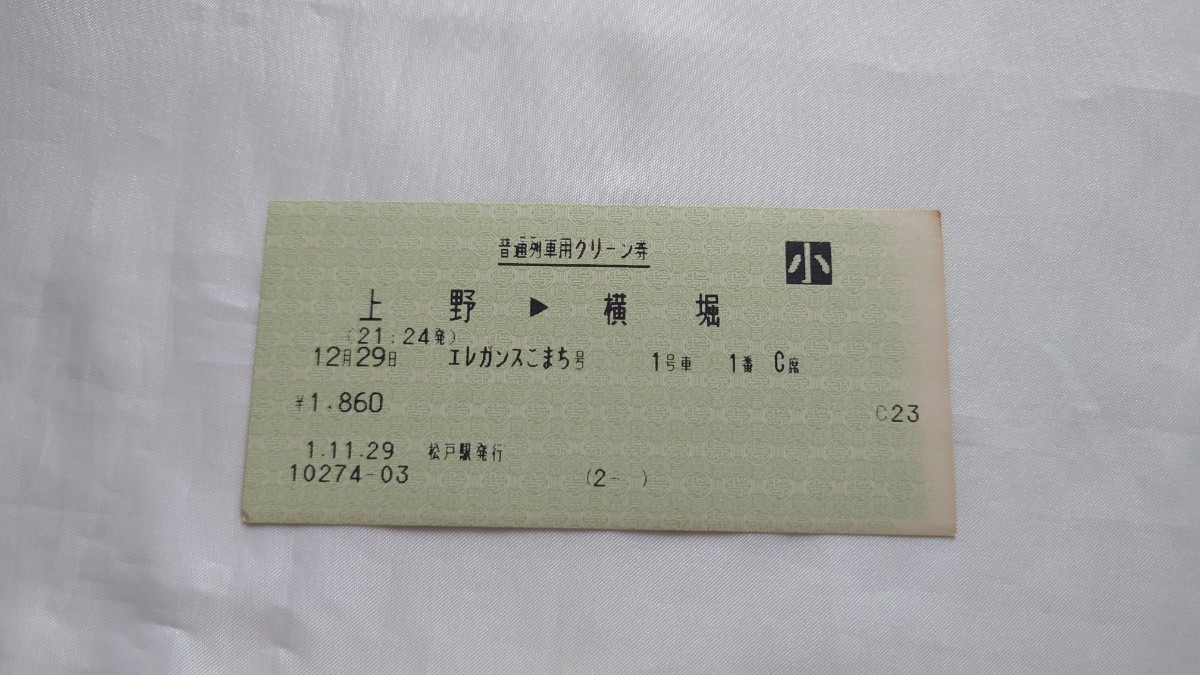 普通列車用グリーン券
小
上野▶横堀
(21:24発)
12月29日 エレガンスこまち号 1号車 1番 C席
¥1.860
C23
1.11.29 松戸駅発行
10274-03 (2- )